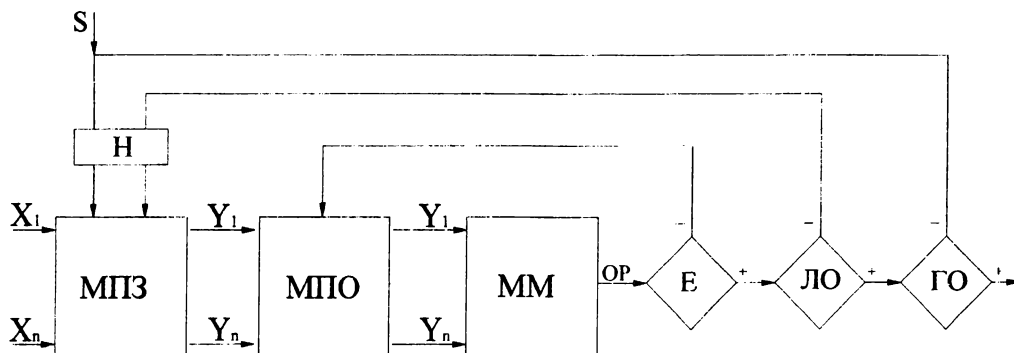 S
Н
X₁ Y₁ Y₁
МПЗ МПО ММ ОР Е + ЛО + ГО +
Xₙ Yₙ Yₙ
− − −